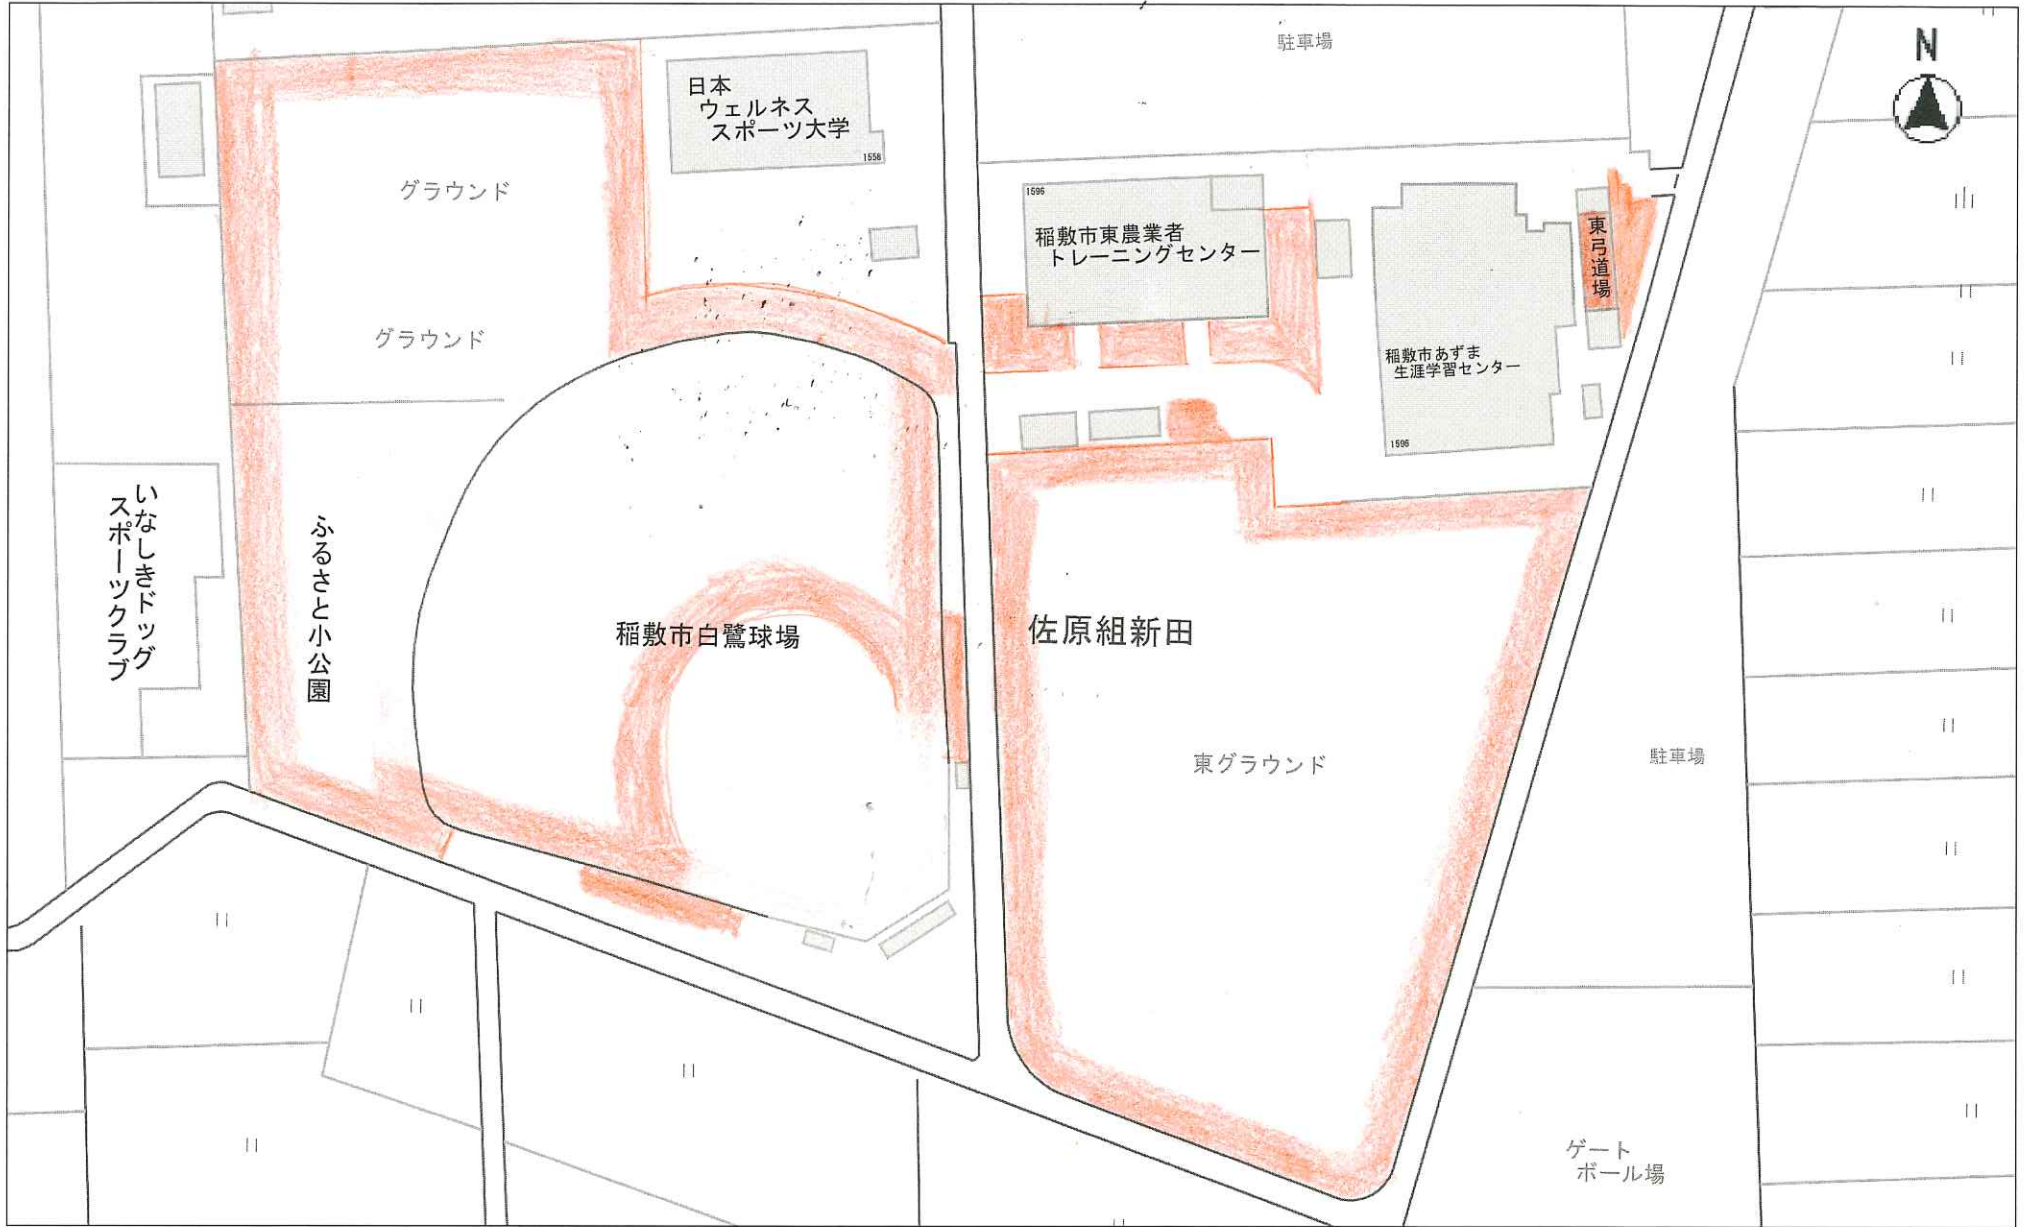 駐車場
N
日本
ウェルネス
スポーツ大学
1556
グラウンド
1596
稲敷市東農業者
トレーニングセンター
東弓道場
グラウンド
稲敷市あずま
生涯学習センター
1596
いなしきドッグ
スポーツクラブ
ふるさと小公園
稲敷市白鷺球場
佐原組新田
東グラウンド
駐車場
ゲート
ボール場